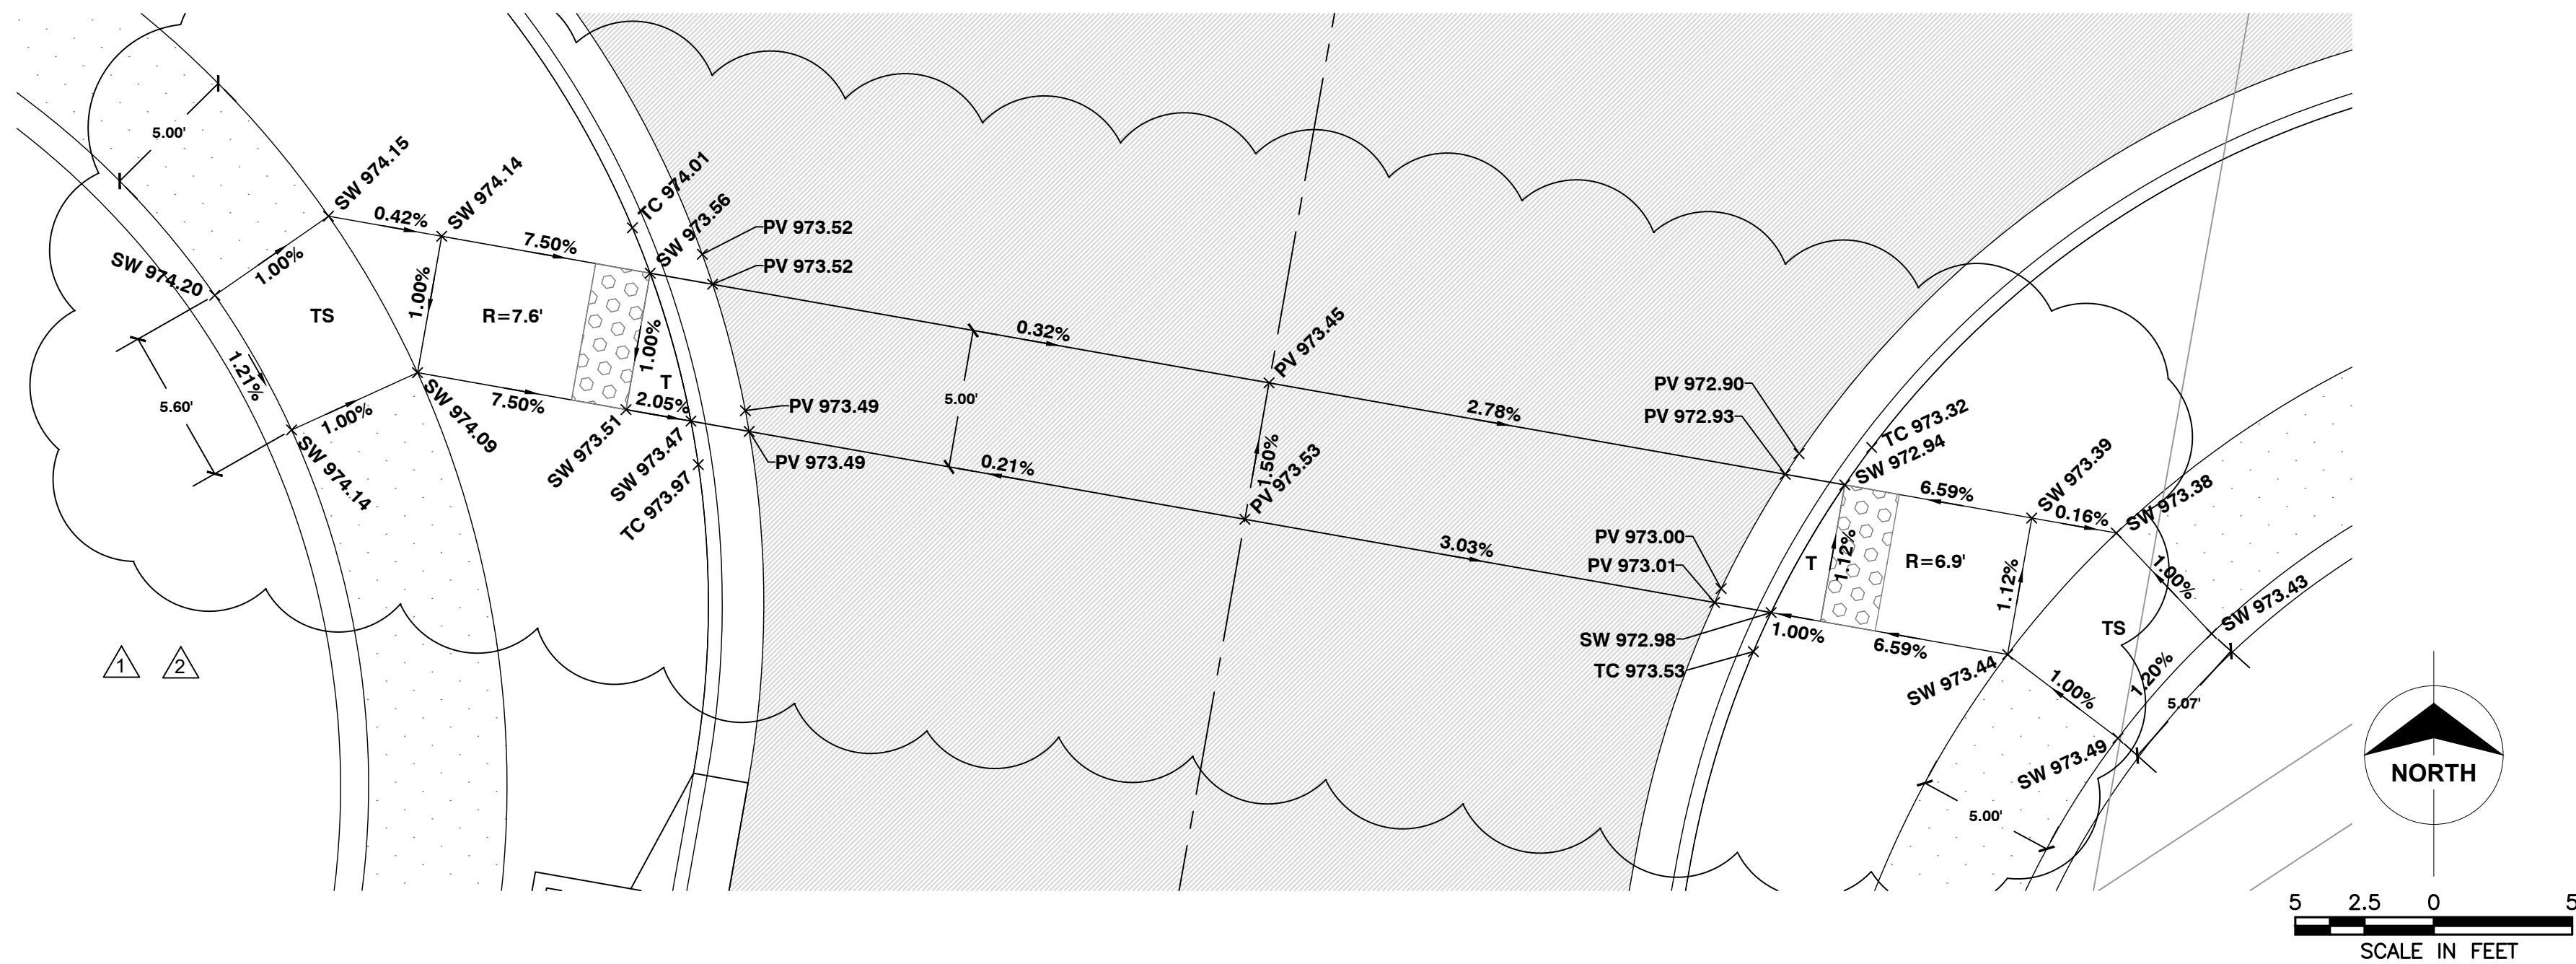 5.00'
SW 974.15
0.42%
SW 974.14
7.50%
TC 974.01
SW 973.56
PV 973.52
PV 973.52
SW 974.20
1.00%
1.00%
TS
R=7.6'
1.00%
T
1.21%
5.60'
1.00%
SW 974.14
SW 974.09
7.50%
2.05%
SW 973.51
SW 973.47
TC 973.97
PV 973.49
PV 973.49
0.32%
5.00'
0.21%
PV 973.45
1.50%
PV 973.53
2.78%
3.03%
PV 972.90
PV 972.93
TC 973.32
SW 972.94
PV 973.00
PV 973.01
SW 972.98
TC 973.53
T
1.12%
R=6.9'
6.59%
SW 973.39
0.16%
SW 973.38
1.12%
1.00%
6.59%
SW 973.44
1.00%
TS
SW 973.43
1.00%
1.20%
5.07'
SW 973.49
5.00'
1
2
NORTH
5 2.5 0 5
SCALE IN FEET